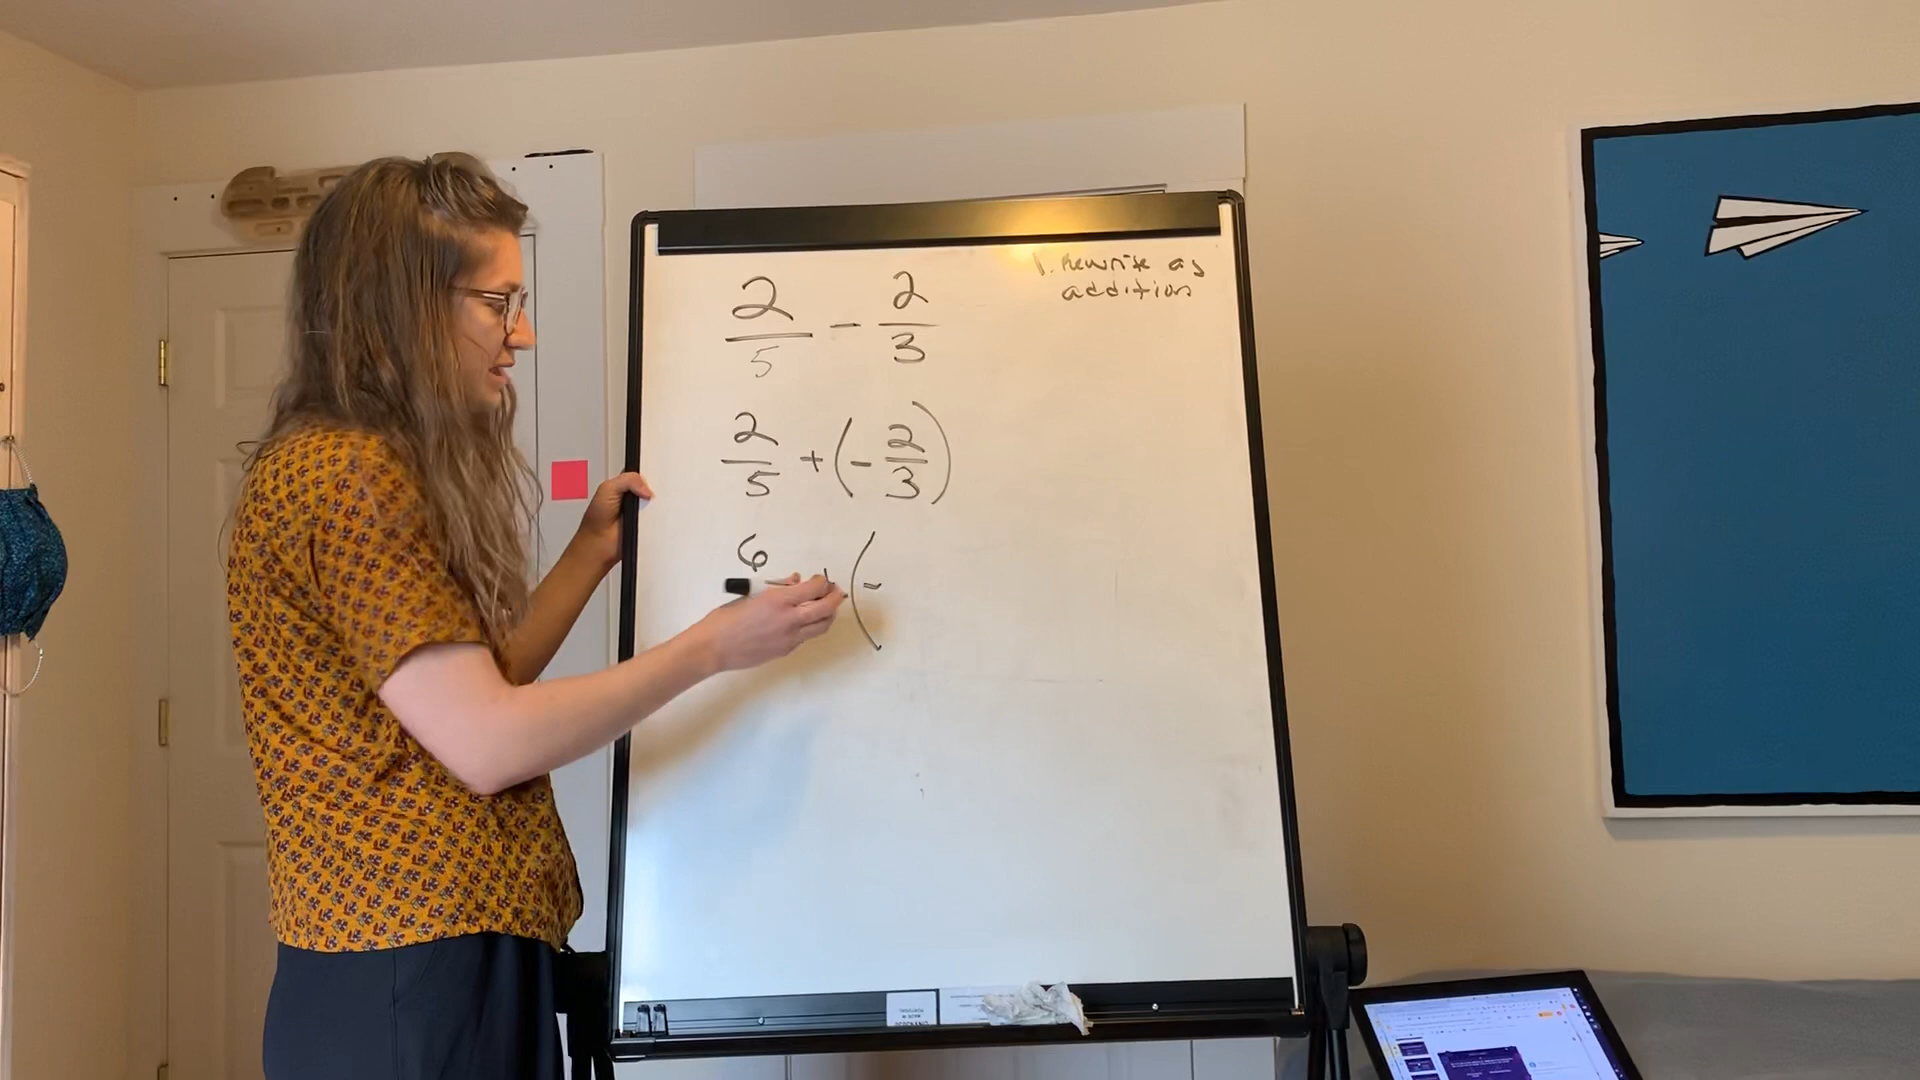 1. Rewrite as
addition
2/5 - 2/3
2/5 + (- 2/3)
6 + (-